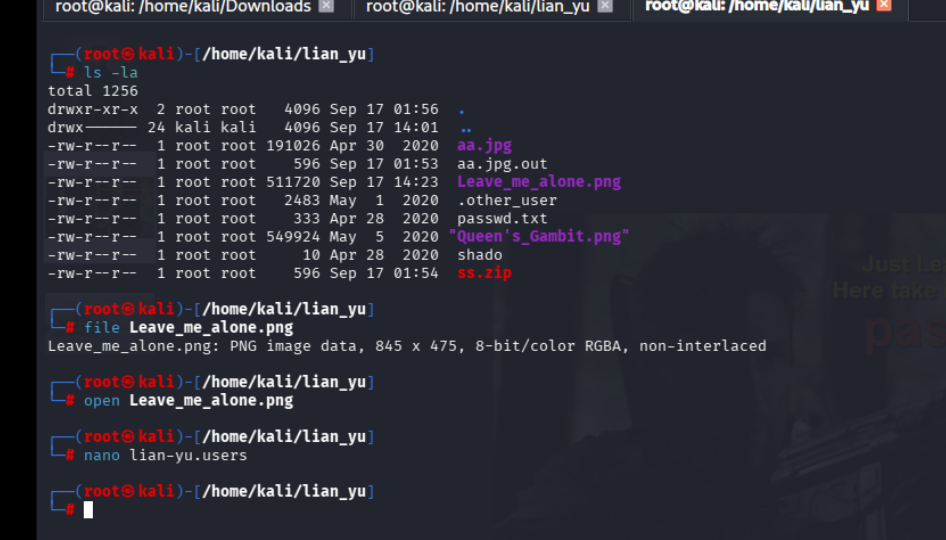 root@kali: /home/kali/Downloads root@kali: /home/kali/lian_yu root@kali: /home/kali/lian_yu
┌──(root㉿kali)-[/home/kali/lian_yu]
└─# ls -la
total 1256
drwxr-xr-x 2 root root 4096 Sep 17 01:56 .
drwx------ 24 kali kali 4096 Sep 17 14:01 ..
-rw-r--r-- 1 root root 191026 Apr 30 2020 aa.jpg
-rw-r--r-- 1 root root 596 Sep 17 01:53 aa.jpg.out
-rw-r--r-- 1 root root 511720 Sep 17 14:23 Leave_me_alone.png
-rw-r--r-- 1 root root 2483 May 1 2020 .other_user
-rw-r--r-- 1 root root 333 Apr 28 2020 passwd.txt
-rw-r--r-- 1 root root 549924 May 5 2020 "Queen's_Gambit.png"
-rw-r--r-- 1 root root 10 Apr 28 2020 shado
-rw-r--r-- 1 root root 596 Sep 17 01:54 ss.zip
Just
Here take
┌──(root㉿kali)-[/home/kali/lian_yu]
└─# file Leave_me_alone.png
Leave_me_alone.png: PNG image data, 845 x 475, 8-bit/color RGBA, non-interlaced
┌──(root㉿kali)-[/home/kali/lian_yu]
└─# open Leave_me_alone.png
┌──(root㉿kali)-[/home/kali/lian_yu]
└─# nano lian-yu.users
┌──(root㉿kali)-[/home/kali/lian_yu]
└─#